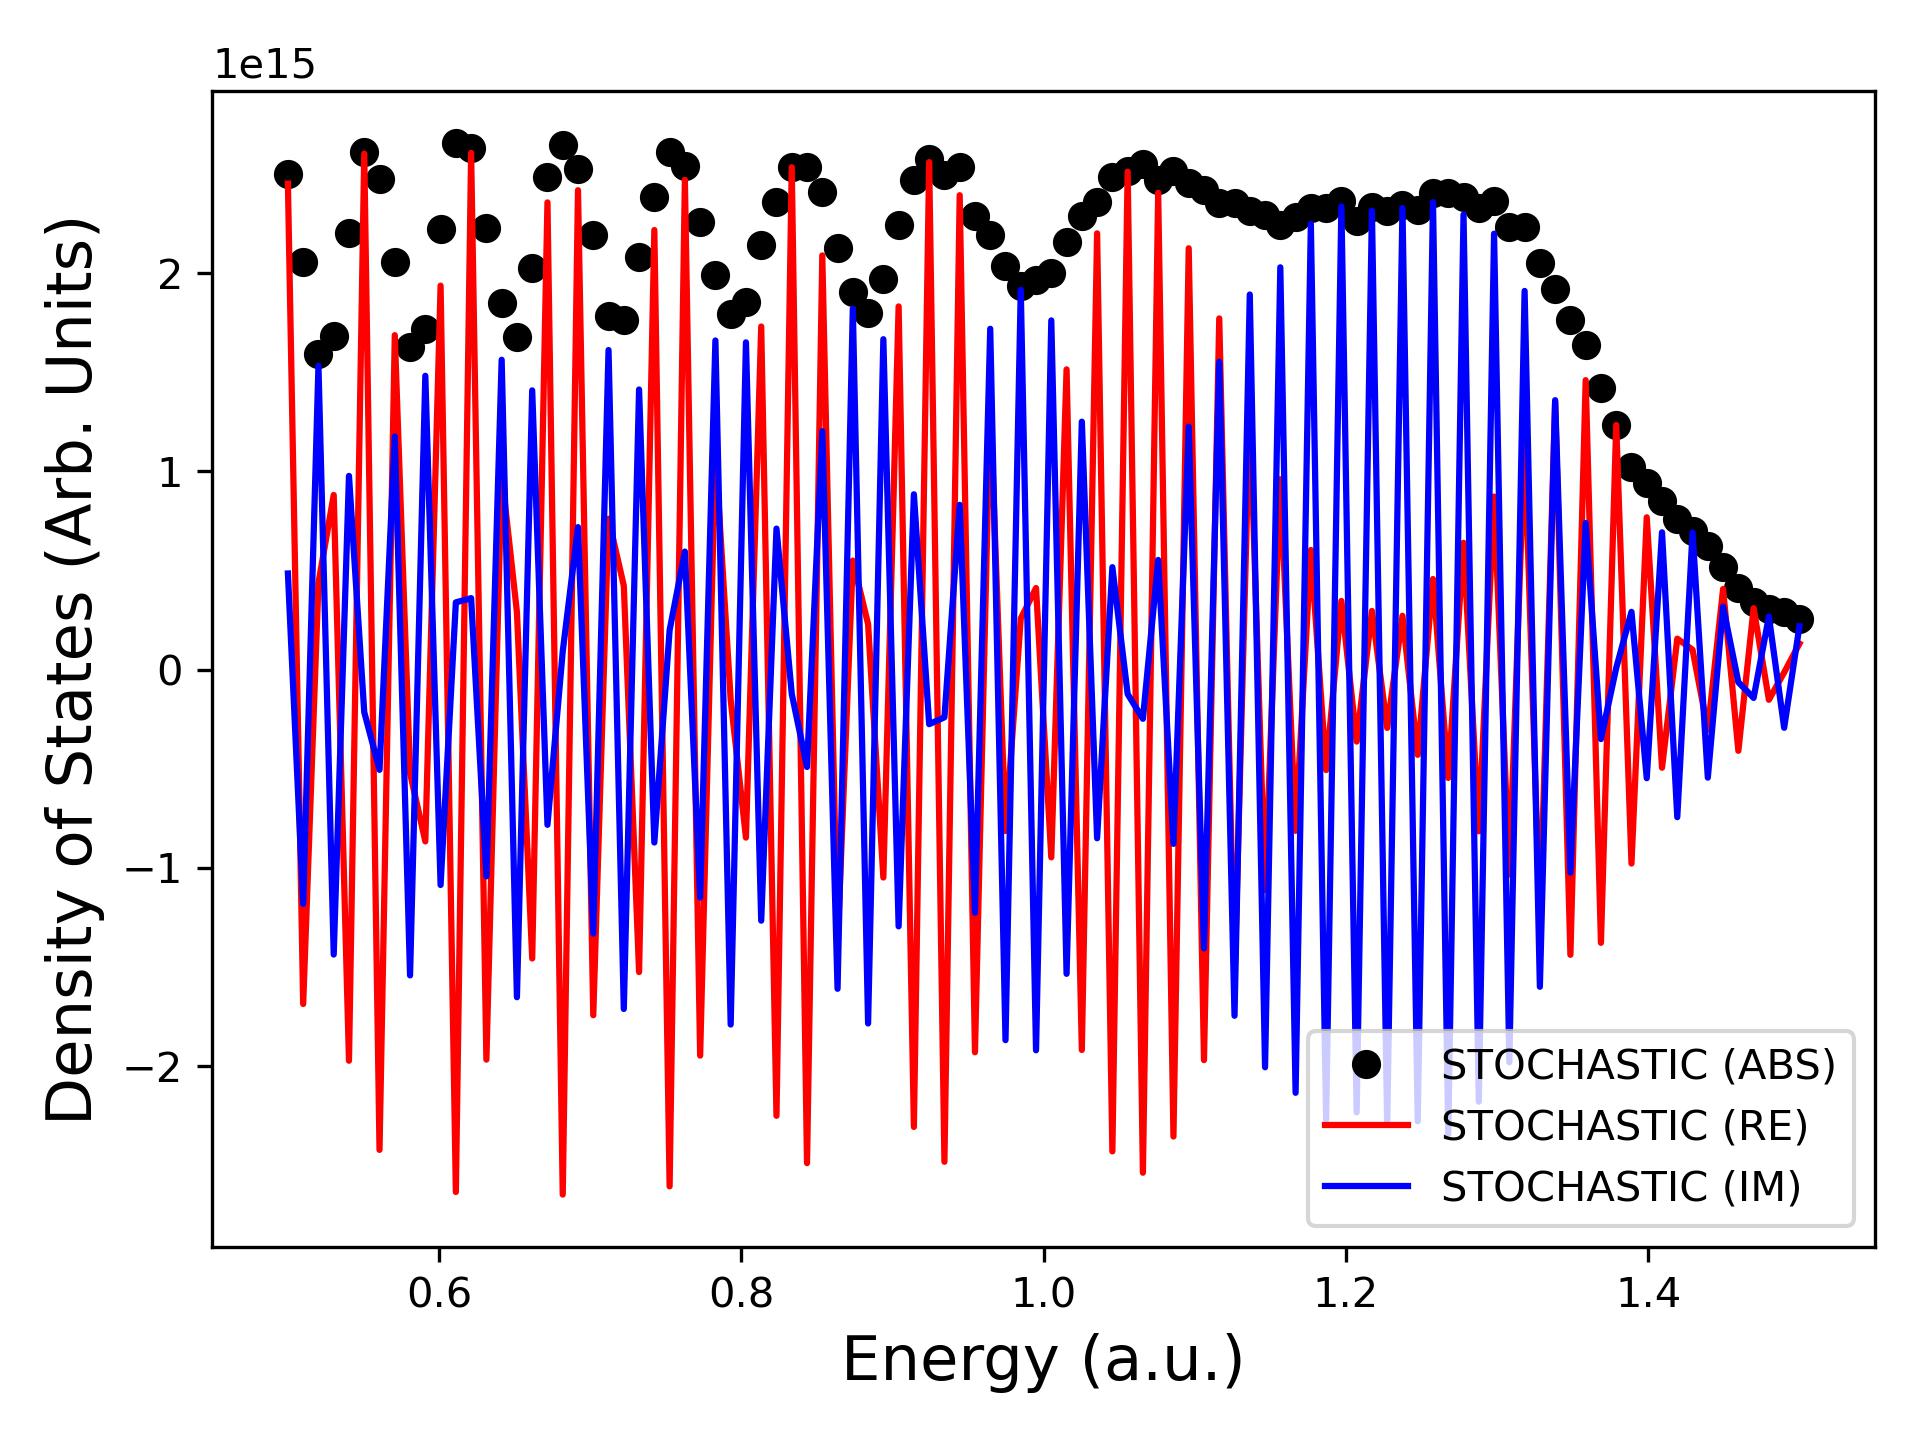 1e15
Density of States (Arb. Units)
2
1
0
−1
−2
STOCHASTIC (ABS)
STOCHASTIC (RE)
STOCHASTIC (IM)
0.6 0.8 1.0 1.2 1.4
Energy (a.u.)